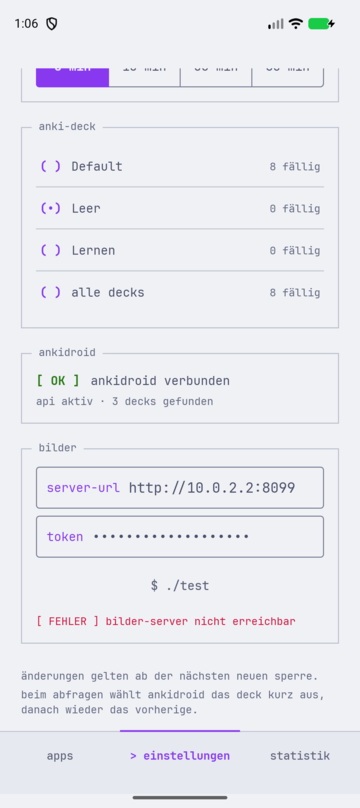 1:06
anki-deck
( ) Default 8 fällig
(•) Leer 0 fällig
( ) Lernen 0 fällig
( ) alle decks 8 fällig
ankidroid
[ OK ] ankidroid verbunden
api aktiv · 3 decks gefunden
bilder
server-url http://10.0.2.2:8099
token •••••••••••••••••••
$ ./test
[ FEHLER ] bilder-server nicht erreichbar
änderungen gelten ab der nächsten neuen sperre.
beim abfragen wählt ankidroid das deck kurz aus,
danach wieder das vorherige.
apps > einstellungen statistik